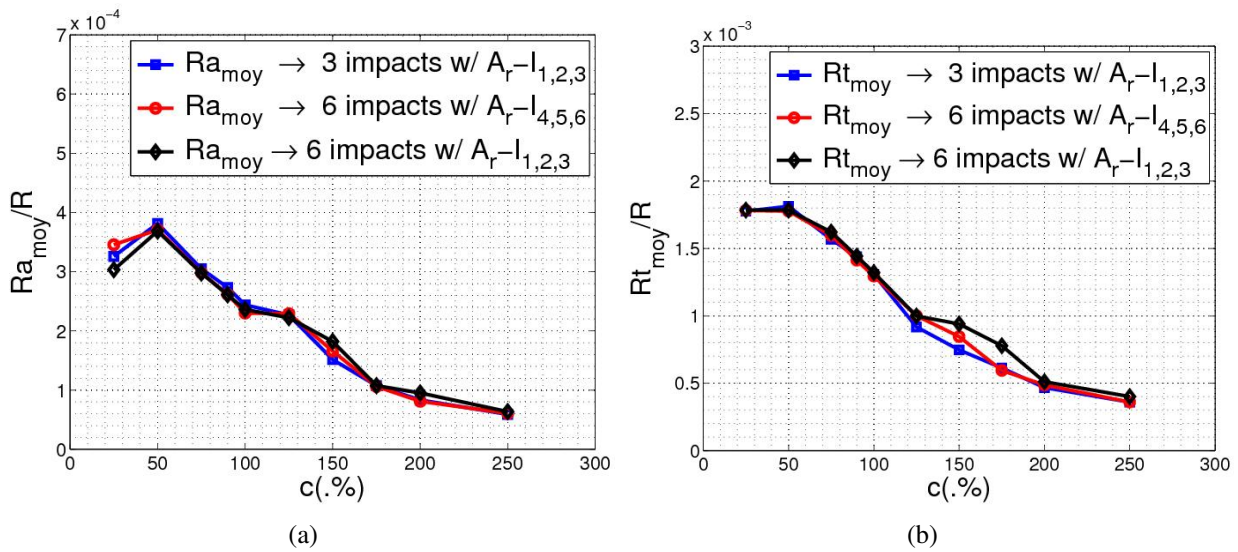 x 10⁻⁴
7
6
5
4
3
2
1
0
Ra_moy/R
Ra_moy → 3 impacts w/ A_r–I_1,2,3
Ra_moy → 6 impacts w/ A_r–I_4,5,6
Ra_moy → 6 impacts w/ A_r–I_1,2,3
0 50 100 150 200 250 300
c(.%)
(a)
x 10⁻³
3
2.5
2
1.5
1
0.5
0
Rt_moy/R
Rt_moy → 3 impacts w/ A_r–I_1,2,3
Rt_moy → 6 impacts w/ A_r–I_4,5,6
Rt_moy → 6 impacts w/ A_r–I_1,2,3
0 50 100 150 200 250 300
c(.%)
(b)